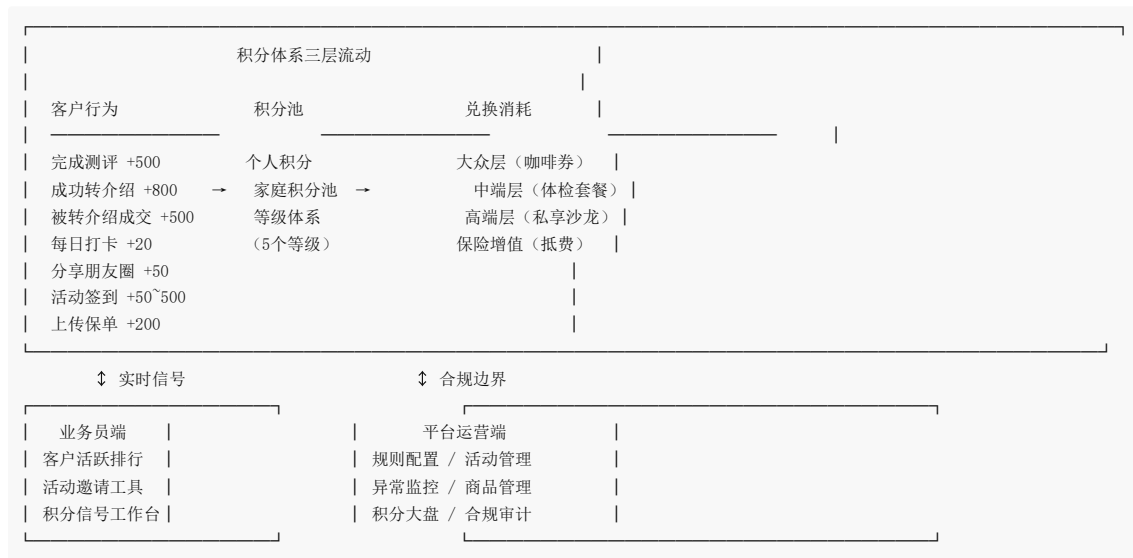 积分体系三层流动
客户行为 积分池 兑换消耗
完成测评 +500 个人积分 大众层（咖啡券）
成功转介绍 +800 → 家庭积分池 → 中端层（体检套餐）
被转介绍成交 +500 等级体系 高端层（私享沙龙）
每日打卡 +20 （5个等级） 保险增值（抵费）
分享朋友圈 +50
活动签到 +50~500
上传保单 +200
↕ 实时信号 ↕ 合规边界
业务员端 平台运营端
客户活跃排行 规则配置 / 活动管理
活动邀请工具 异常监控 / 商品管理
积分信号工作台 积分大盘 / 合规审计